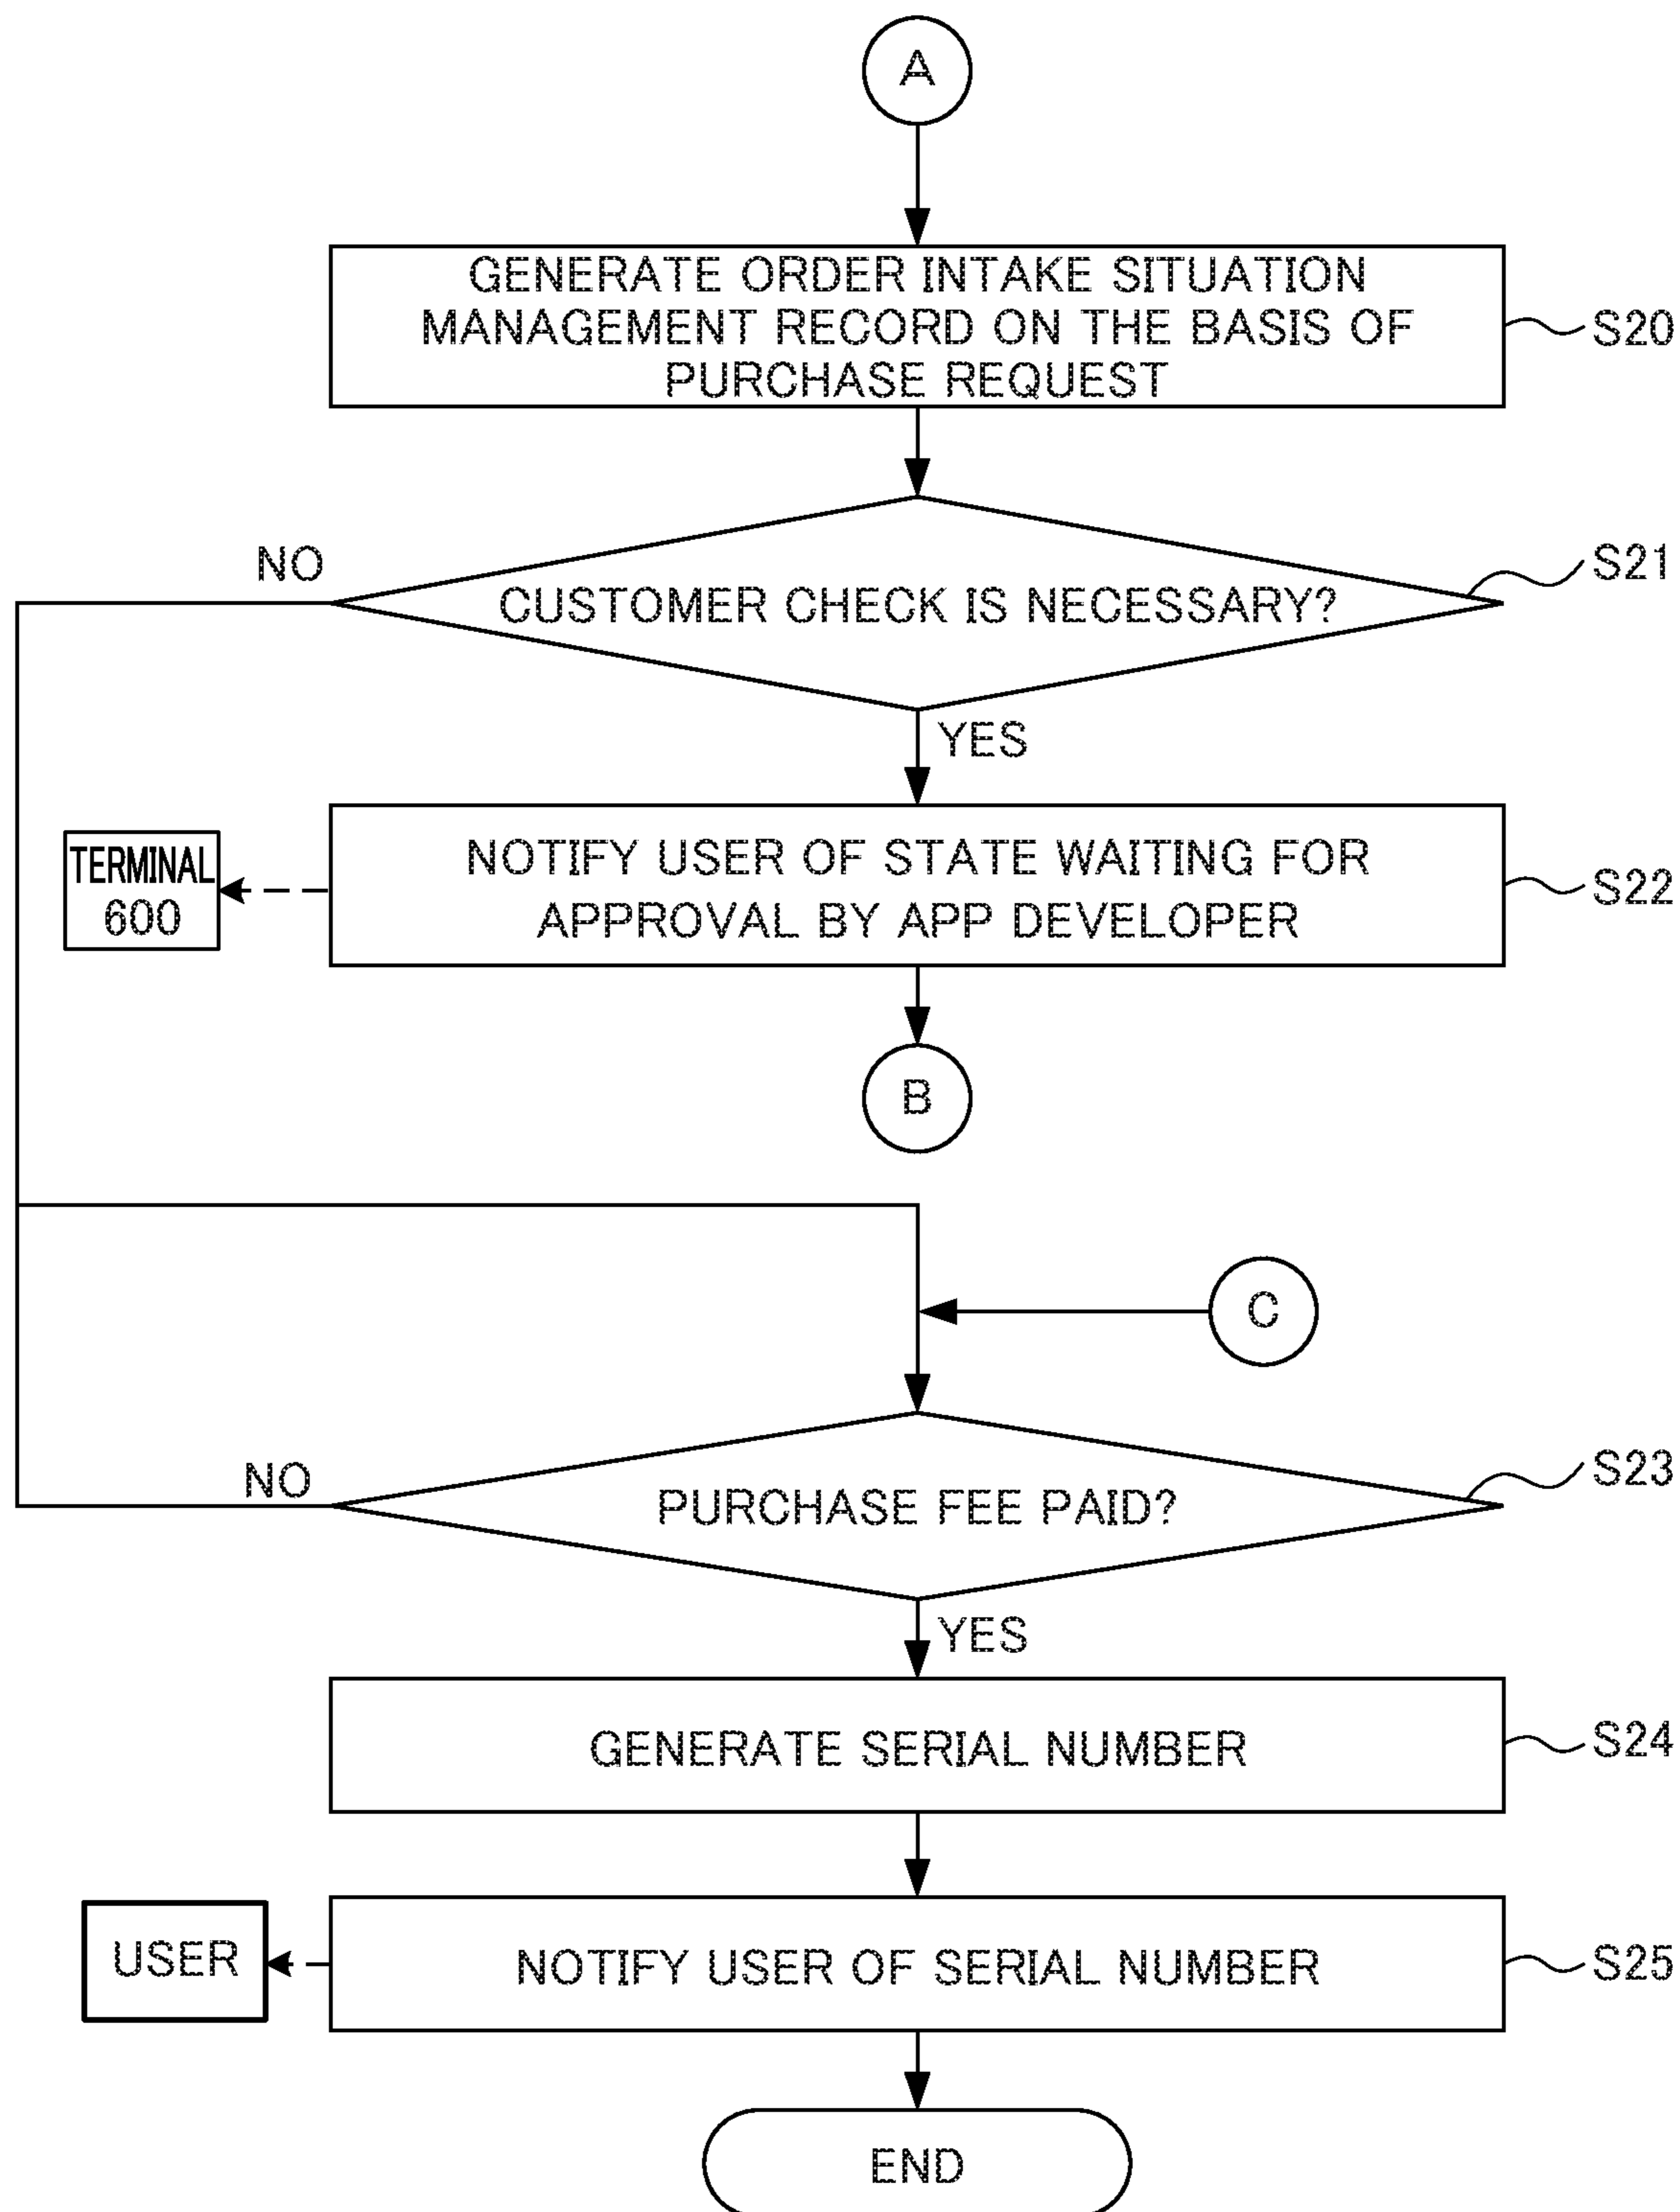 A
GENERATE ORDER INTAKE SITUATION
MANAGEMENT RECORD ON THE BASIS OF
PURCHASE REQUEST
S20
NO
CUSTOMER CHECK IS NECESSARY?
S21
YES
TERMINAL
600
NOTIFY USER OF STATE WAITING FOR
APPROVAL BY APP DEVELOPER
S22
B
C
NO
PURCHASE FEE PAID?
S23
YES
GENERATE SERIAL NUMBER
S24
USER
NOTIFY USER OF SERIAL NUMBER
S25
END